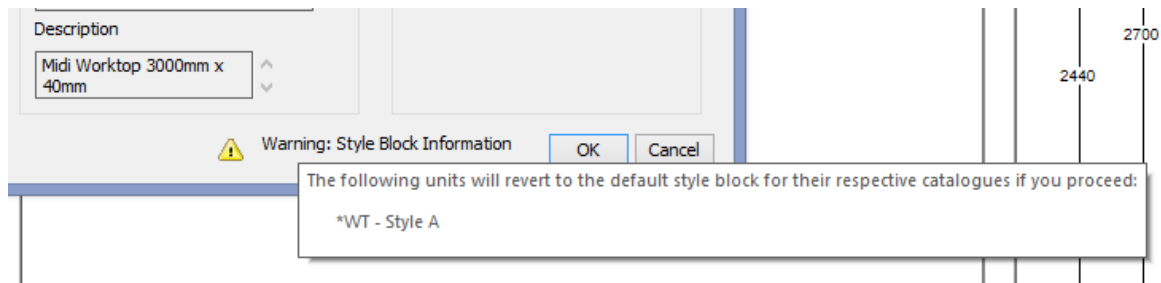 Description
Midi Worktop 3000mm x
40mm
2700
2440
Warning: Style Block Information
OK
Cancel
The following units will revert to the default style block for their respective catalogues if you proceed:
*WT - Style A